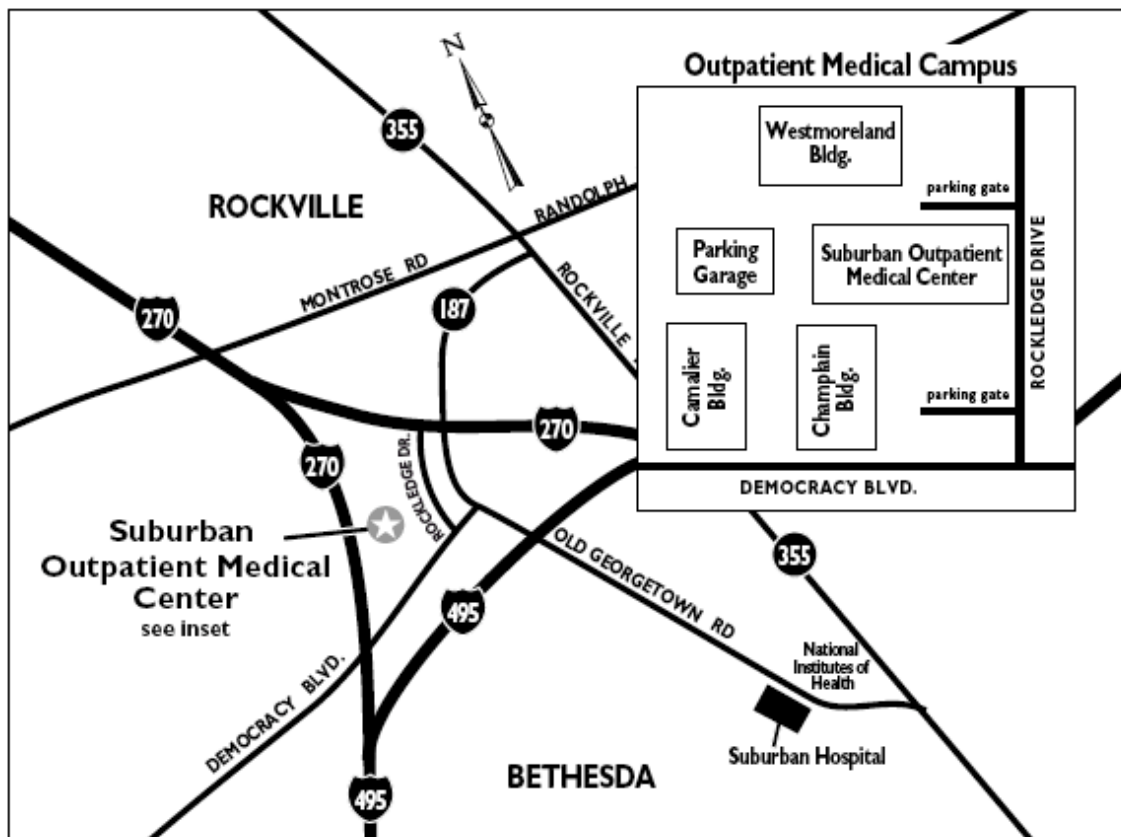 N
355
ROCKVILLE
RANDOLPH
MONTROSE RD
187
ROCKVILLE
270
270
270
ROCKLEDGE DR.
Suburban
Outpatient Medical
Center
see inset
OLD GEORGETOWN RD
495
355
DEMOCRACY BLVD.
National
Institutes of
Health
Suburban Hospital
BETHESDA
495
Outpatient Medical Campus
Westmoreland
Bldg.
parking gate
Parking
Garage
Suburban Outpatient
Medical Center
ROCKLEDGE DRIVE
Camalier
Bldg.
Champlain
Bldg.
parking gate
DEMOCRACY BLVD.